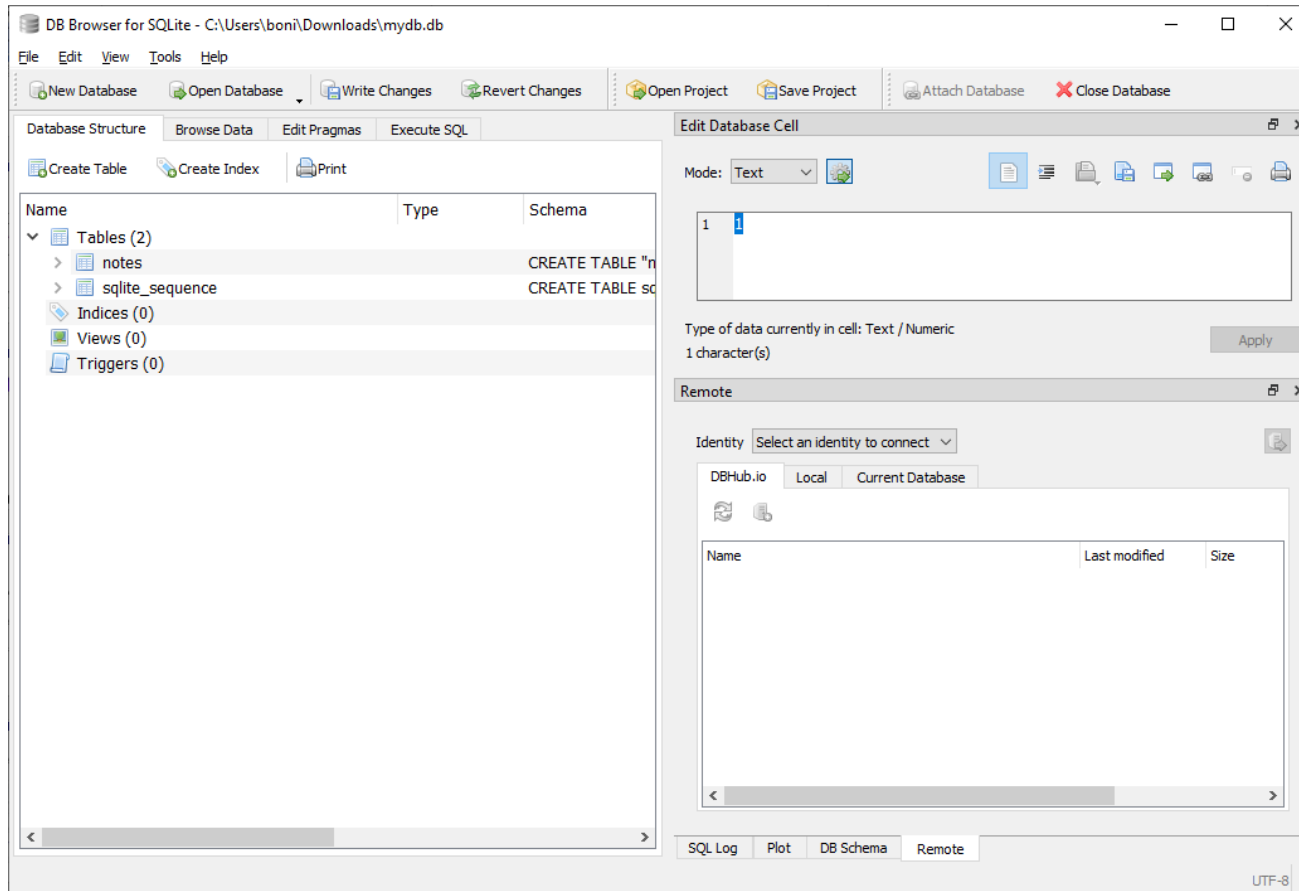 DB Browser for SQLite - C:\Users\boni\Downloads\mydb.db
File Edit View Tools Help
New Database Open Database Write Changes Revert Changes Open Project Save Project Attach Database Close Database
Database Structure Browse Data Edit Pragmas Execute SQL
Create Table Create Index Print
Name Type Schema
Tables (2)
notes CREATE TABLE "n
sqlite_sequence CREATE TABLE sq
Indices (0)
Views (0)
Triggers (0)
Edit Database Cell
Mode: Text
1 1
Type of data currently in cell: Text / Numeric
1 character(s)
Apply
Remote
Identity Select an identity to connect
DBHub.io Local Current Database
Name Last modified Size
SQL Log Plot DB Schema Remote
UTF-8